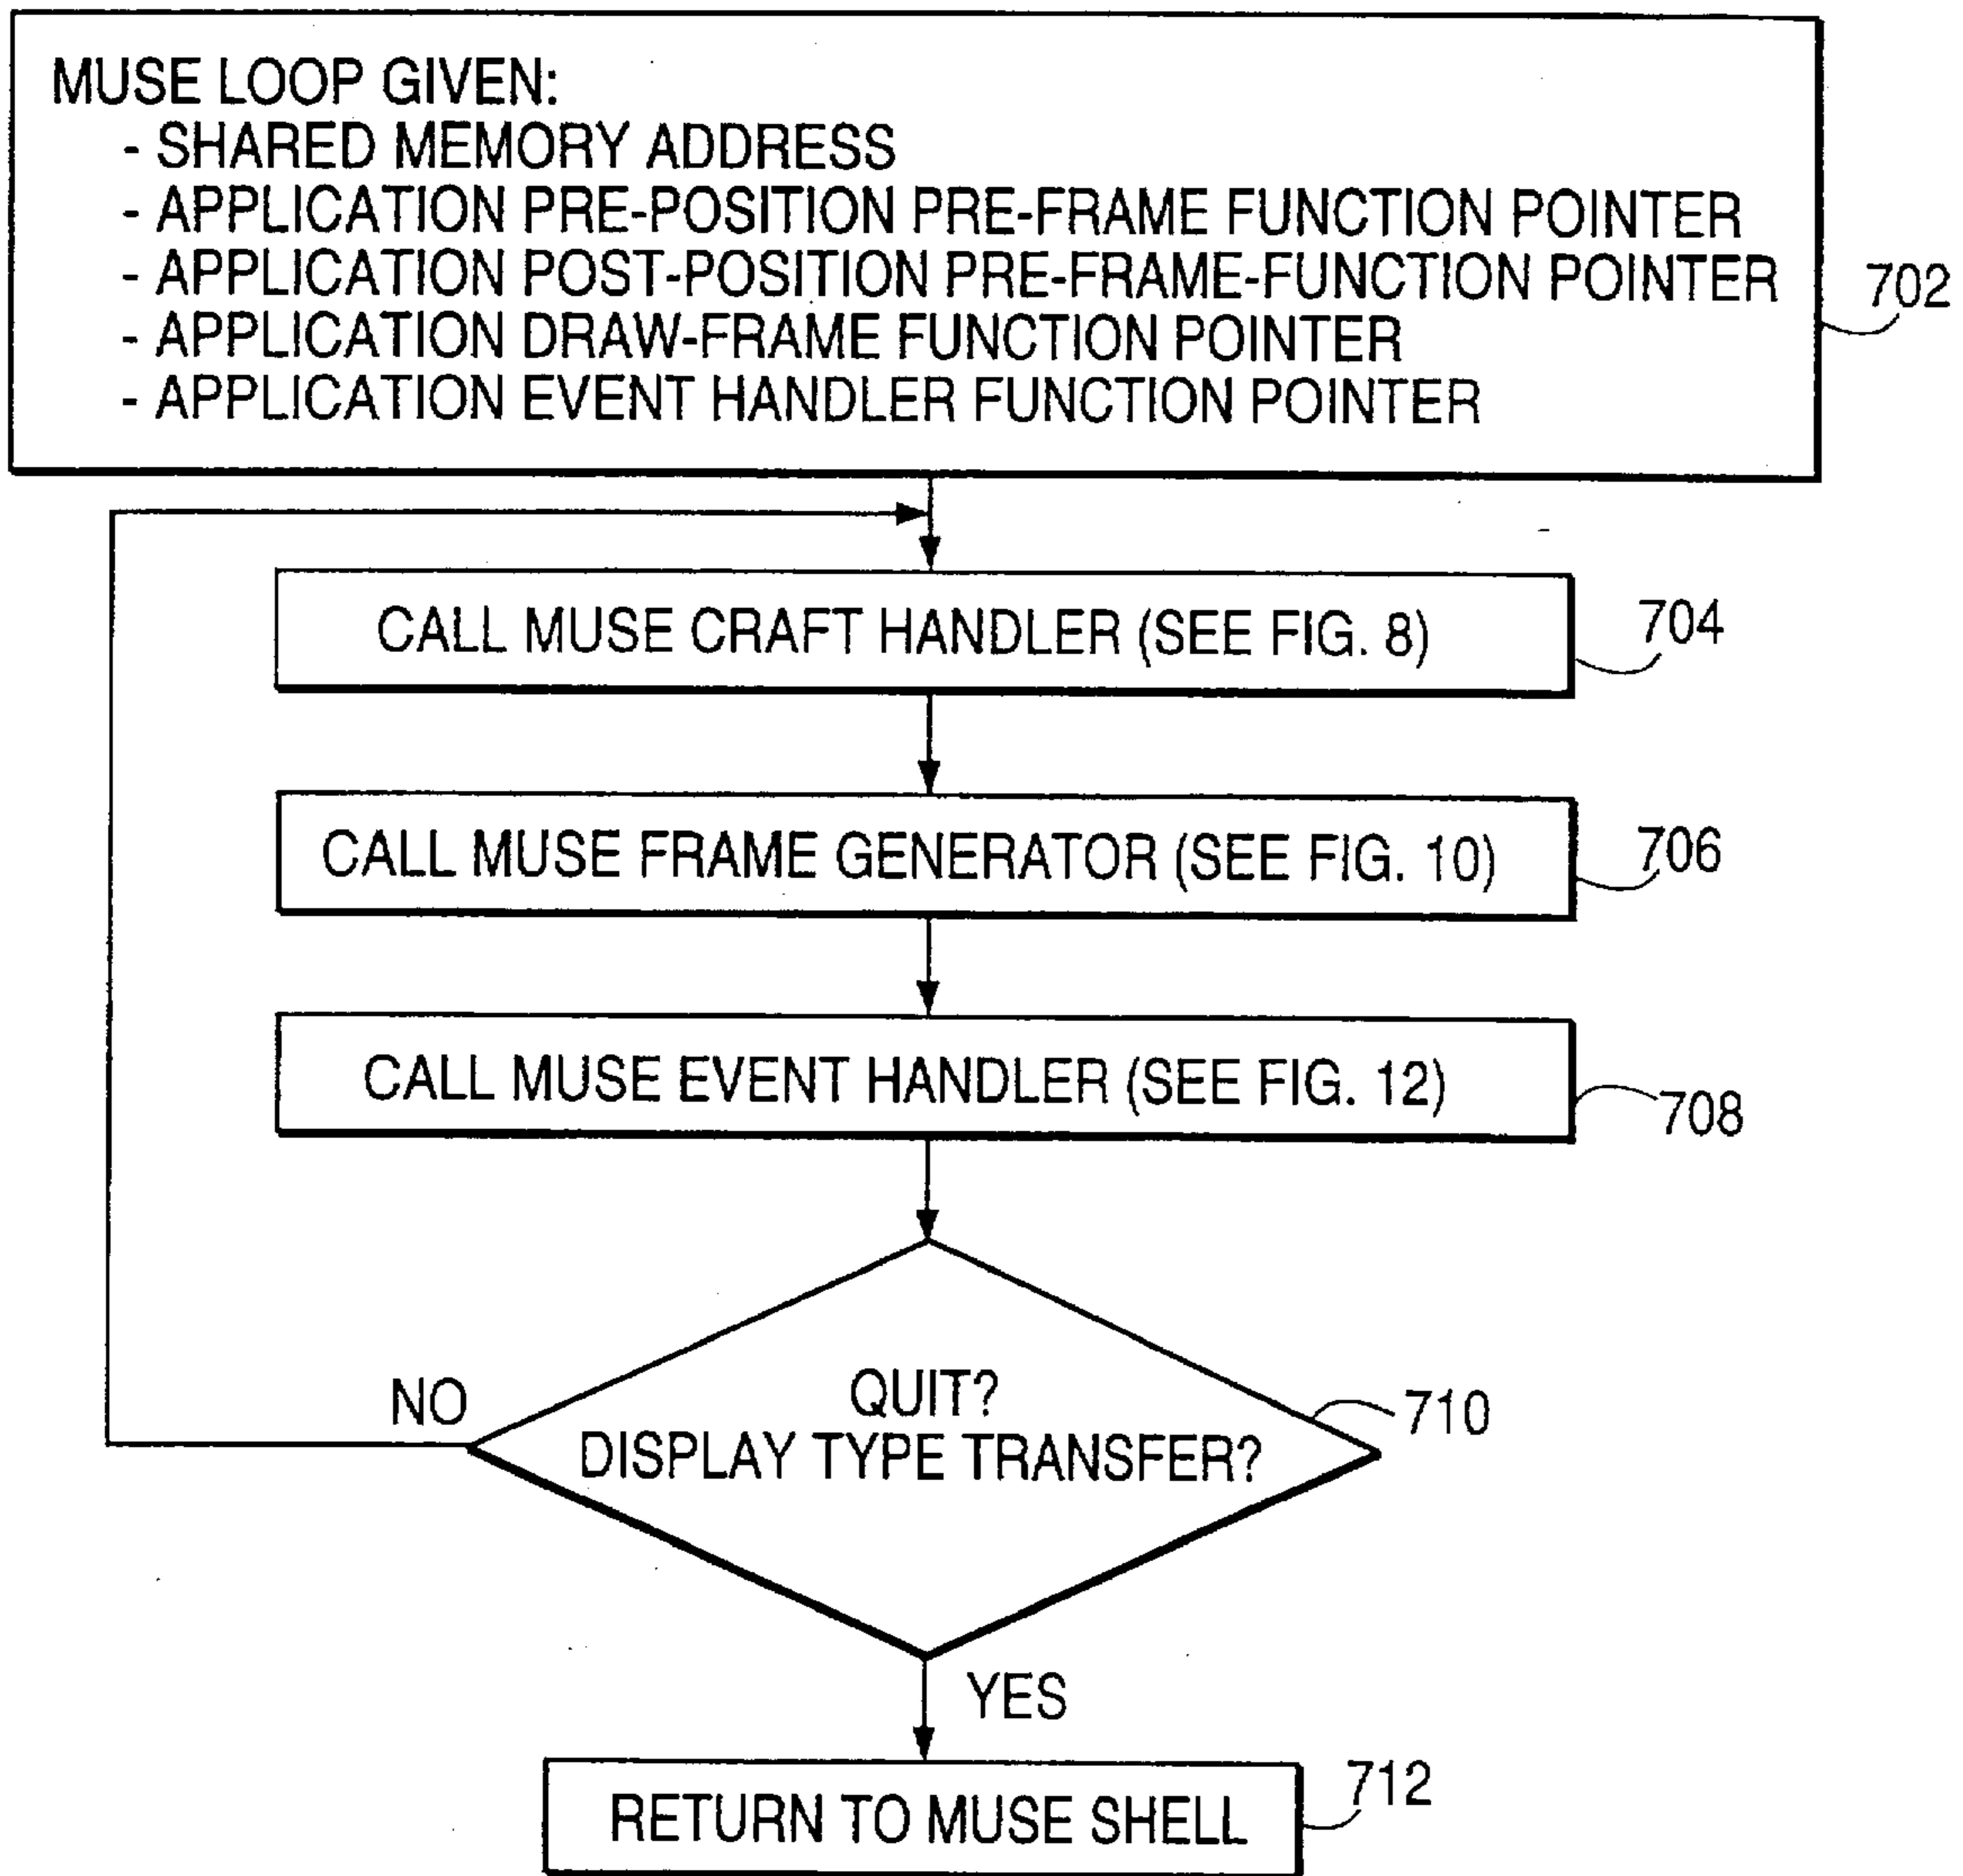 MUSE LOOP GIVEN:
- SHARED MEMORY ADDRESS
- APPLICATION PRE-POSITION PRE-FRAME FUNCTION POINTER
- APPLICATION POST-POSITION PRE-FRAME-FUNCTION POINTER
- APPLICATION DRAW-FRAME FUNCTION POINTER
- APPLICATION EVENT HANDLER FUNCTION POINTER
702
CALL MUSE CRAFT HANDLER (SEE FIG. 8)
704
CALL MUSE FRAME GENERATOR (SEE FIG. 10)
706
CALL MUSE EVENT HANDLER (SEE FIG. 12)
708
NO
QUIT?
DISPLAY TYPE TRANSFER?
710
YES
RETURN TO MUSE SHELL
712